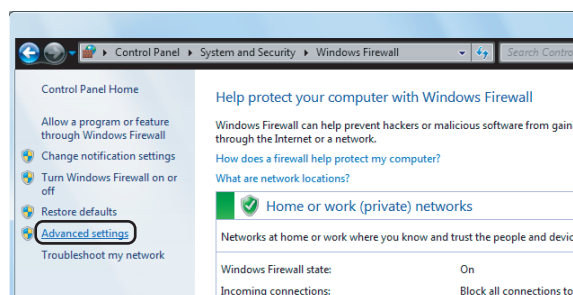 Control Panel ▸ System and Security ▸ Windows Firewall
Search Contro
Control Panel Home
Allow a program or feature
through Windows Firewall
Change notification settings
Turn Windows Firewall on or
off
Restore defaults
Advanced settings
Troubleshoot my network
Help protect your computer with Windows Firewall
Windows Firewall can help prevent hackers or malicious software from gain
through the Internet or a network.
How does a firewall help protect my computer?
What are network locations?
Home or work (private) networks
Networks at home or work where you know and trust the people and devic
Windows Firewall state: On
Incoming connections: Block all connections to